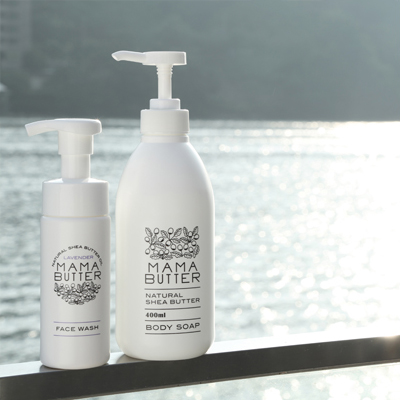 NATURAL SHEA BUTTER
LAVENDER
MAMA
BUTTER
FACE WASH
MAMA
BUTTER
NATURAL
SHEA BUTTER
400ml
BODY SOAP